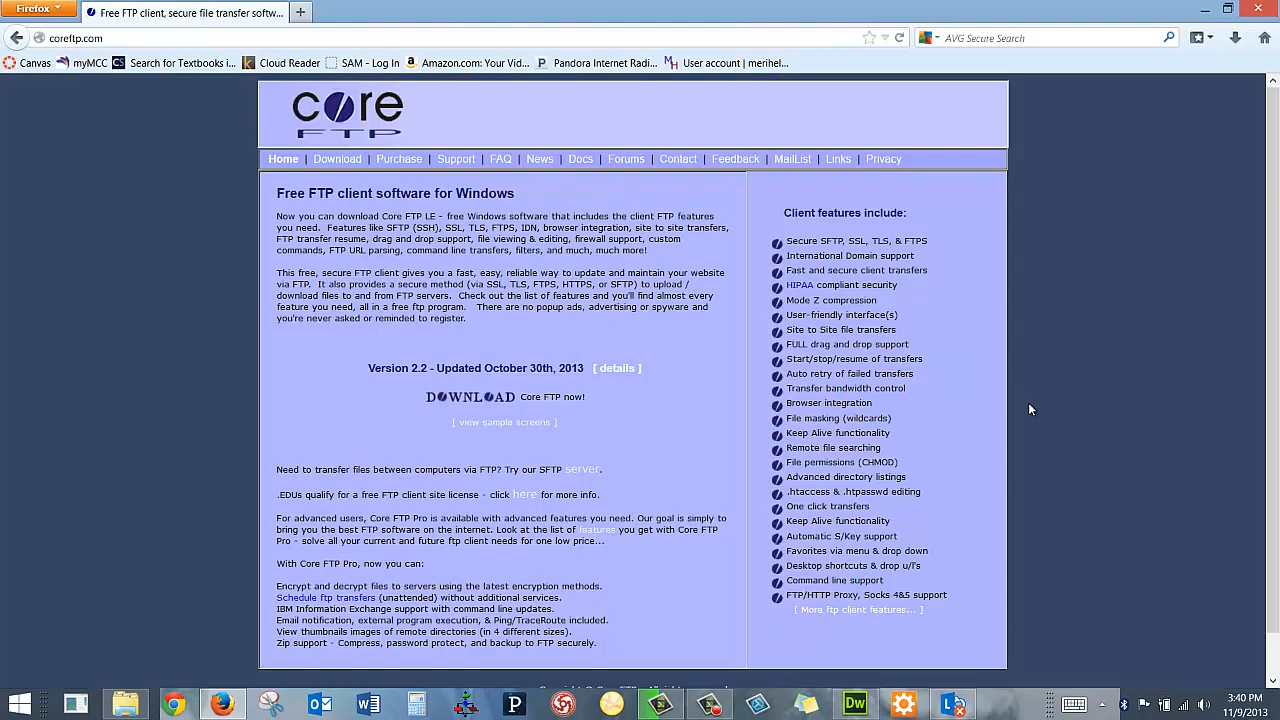 Firefox
Free FTP client, secure file transfer softw...
coreftp.com
AVG Secure Search
Canvas
myMCC
CS
Search for Textbooks i...
Cloud Reader
SAM - Log In
Amazon.com: Your Vid...
Pandora Internet Radi...
User account | merihel...
core
FTP
Home | Download | Purchase | Support | FAQ | News | Docs | Forums | Contact | Feedback | MailList | Links | Privacy
Free FTP client software for Windows
Now you can download Core FTP LE - free Windows software that includes the client FTP features
you need. Features like SFTP (SSH), SSL, TLS, FTPS, IDN, browser integration, site to site transfers,
FTP transfer resume, drag and drop support, file viewing & editing, firewall support, custom
commands, FTP URL parsing, command line transfers, filters, and much, much more!
This free, secure FTP client gives you a fast, easy, reliable way to update and maintain your website
via FTP. It also provides a secure method (via SSL, TLS, FTPS, HTTPS, or SFTP) to upload /
download files to and from FTP servers. Check out the list of features and you'll find almost every
feature you need, all in a free ftp program. There are no popup ads, advertising or spyware and
you're never asked or reminded to register.
Version 2.2 - Updated October 30th, 2013 [ details ]
DOWNLOAD Core FTP now!
[ view sample screens ]
Need to transfer files between computers via FTP? Try our SFTP server.
.EDUs qualify for a free FTP client site license - click here for more info.
For advanced users, Core FTP Pro is available with advanced features you need. Our goal is simply to
bring you the best FTP software on the internet. Look at the list of features you get with Core FTP
Pro - solve all your current and future ftp client needs for one low price...
With Core FTP Pro, now you can:
Encrypt and decrypt files to servers using the latest encryption methods.
Schedule ftp transfers (unattended) without additional services.
IBM Information Exchange support with command line updates.
Email notification, external program execution, & Ping/TraceRoute included.
View thumbnails images of remote directories (in 4 different sizes).
Zip support - Compress, password protect, and backup to FTP securely.
Client features include:
Secure SFTP, SSL, TLS, & FTPS
International Domain support
Fast and secure client transfers
HIPAA compliant security
Mode Z compression
User-friendly interface(s)
Site to Site file transfers
FULL drag and drop support
Start/stop/resume of transfers
Auto retry of failed transfers
Transfer bandwidth control
Browser integration
File masking (wildcards)
Keep Alive functionality
Remote file searching
File permissions (CHMOD)
Advanced directory listings
.htaccess & .htpasswd editing
One click transfers
Keep Alive functionality
Automatic S/Key support
Favorites via menu & drop down
Desktop shortcuts & drop u/l's
Command line support
FTP/HTTP Proxy, Socks 4&5 support
[ More ftp client features... ]
3:40 PM
11/9/2013